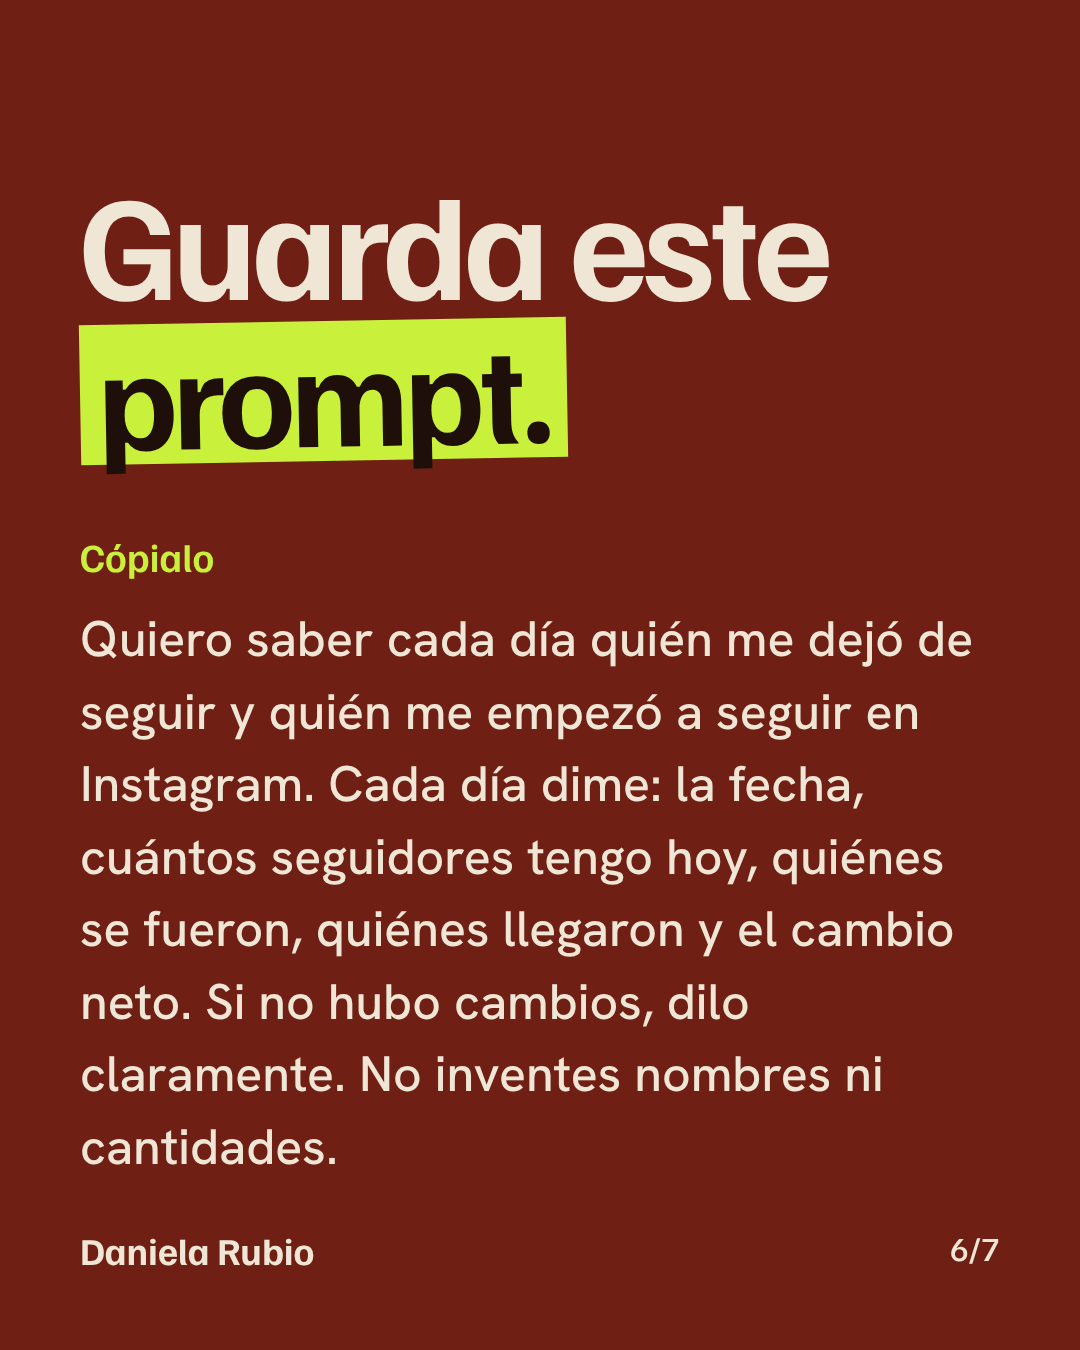 Guarda este
prompt.
Cópialo
Quiero saber cada día quién me dejó de
seguir y quién me empezó a seguir en
Instagram. Cada día dime: la fecha,
cuántos seguidores tengo hoy, quiénes
se fueron, quiénes llegaron y el cambio
neto. Si no hubo cambios, dilo
claramente. No inventes nombres ni
cantidades.
Daniela Rubio
6/7